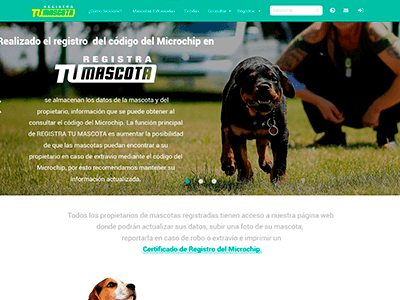 REGISTRA
TU MASCOTA
¿Quiénes Somos?
Mascotas Extraviadas
Tiendas
Consultas
Registrar
Realizado el registro del código del Microchip en
REGISTRA
TU MASCOTA
se almacenan los datos de la mascota y del
propietario, información que se puede obtener al
consultar el código del Microchip. La función principal
de REGISTRA TU MASCOTA es aumentar la posibilidad
de que las mascotas puedan encontrar a su
propietario en caso de extravio mediante el código del
Microchip, por ésto recomendamos mantener su
información actualizada.
Todos los propietarios de mascotas registradas tienen acceso a nuestra página web
donde podrán actualizar sus datos, subir una foto de su mascota,
reportarla en caso de robo o extravío e imprimir un
Certificado de Registro del Microchip.